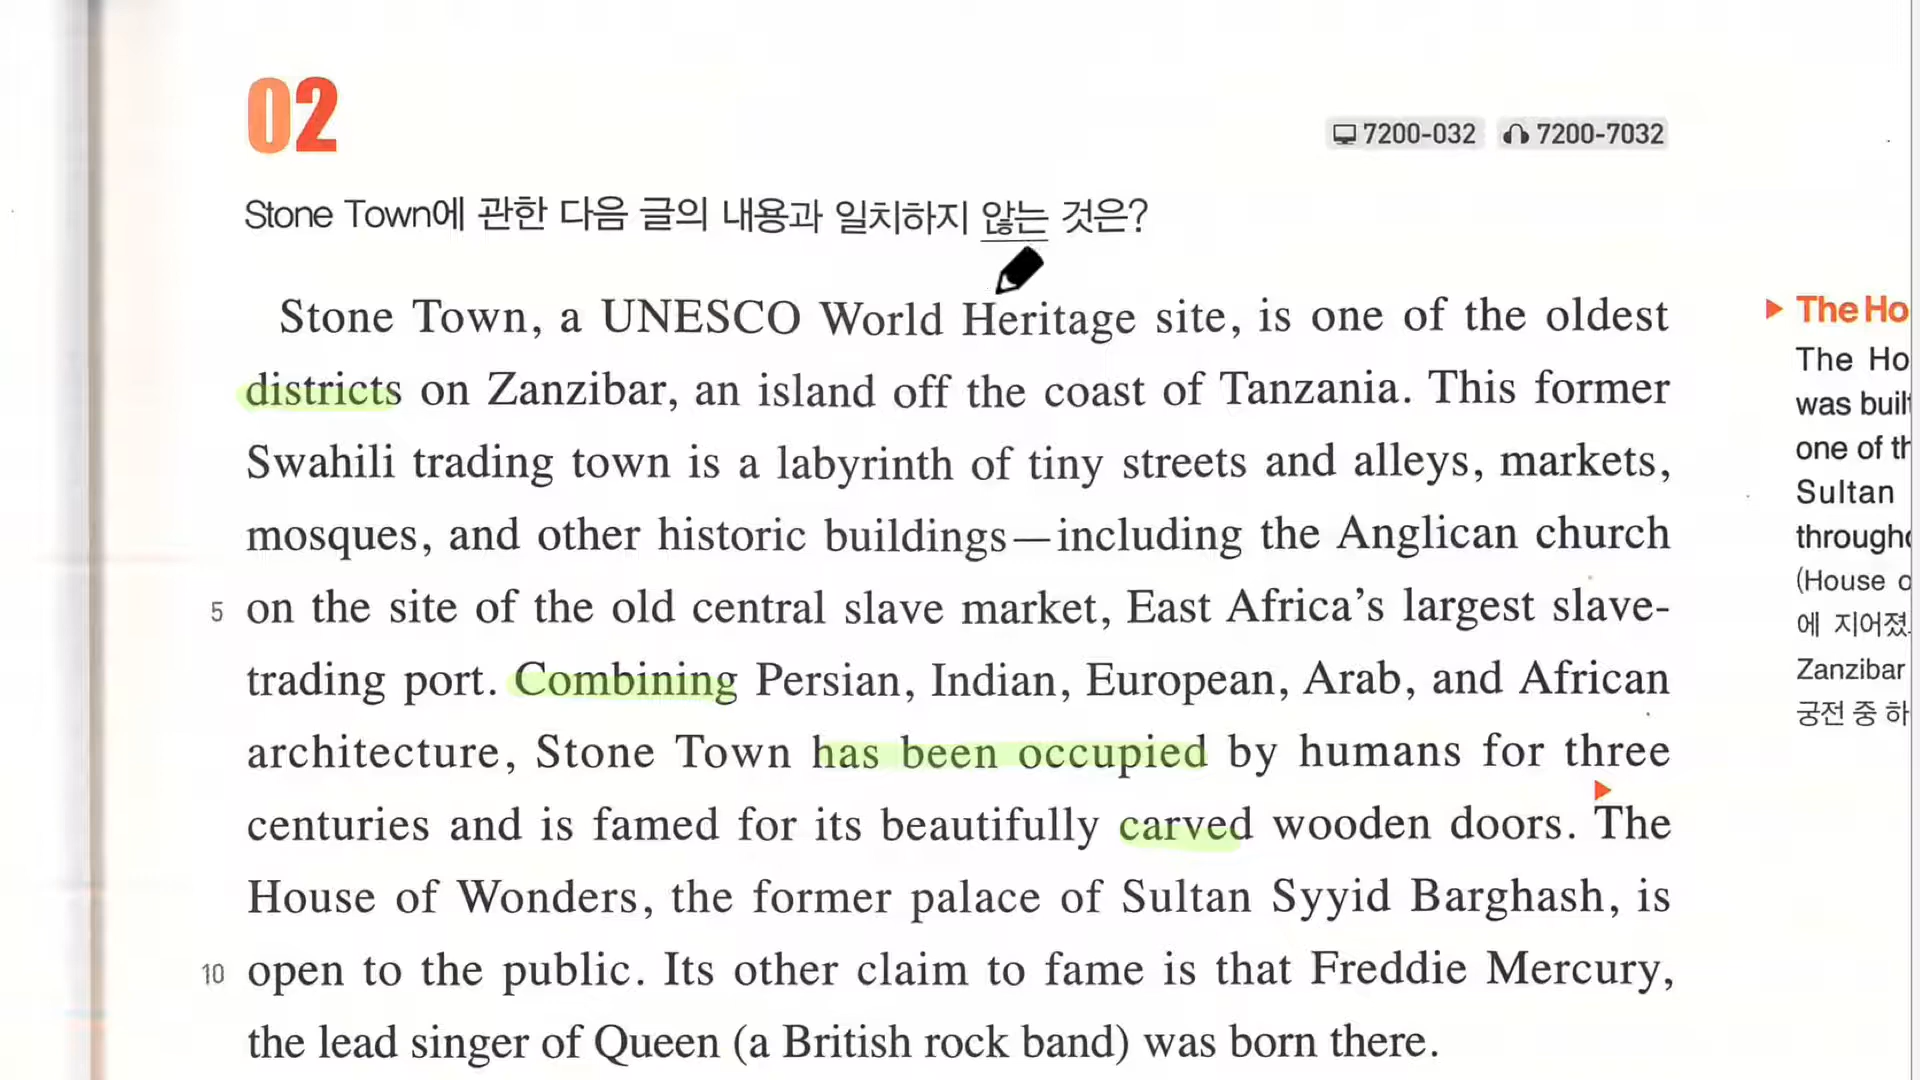 02
7200-032 7200-7032
Stone Town에 관한 다음 글의 내용과 일치하지 않는 것은?
Stone Town, a UNESCO World Heritage site, is one of the oldest
districts on Zanzibar, an island off the coast of Tanzania. This former
Swahili trading town is a labyrinth of tiny streets and alleys, markets,
mosques, and other historic buildings—including the Anglican church
5 on the site of the old central slave market, East Africa's largest slave-
trading port. Combining Persian, Indian, European, Arab, and African
architecture, Stone Town has been occupied by humans for three
centuries and is famed for its beautifully carved wooden doors. The
House of Wonders, the former palace of Sultan Syyid Barghash, is
10 open to the public. Its other claim to fame is that Freddie Mercury,
the lead singer of Queen (a British rock band) was born there.
The Ho
The Ho
was buil
one of th
Sultan
through
(House o
에 지어졌
Zanzibar
궁전 중 하